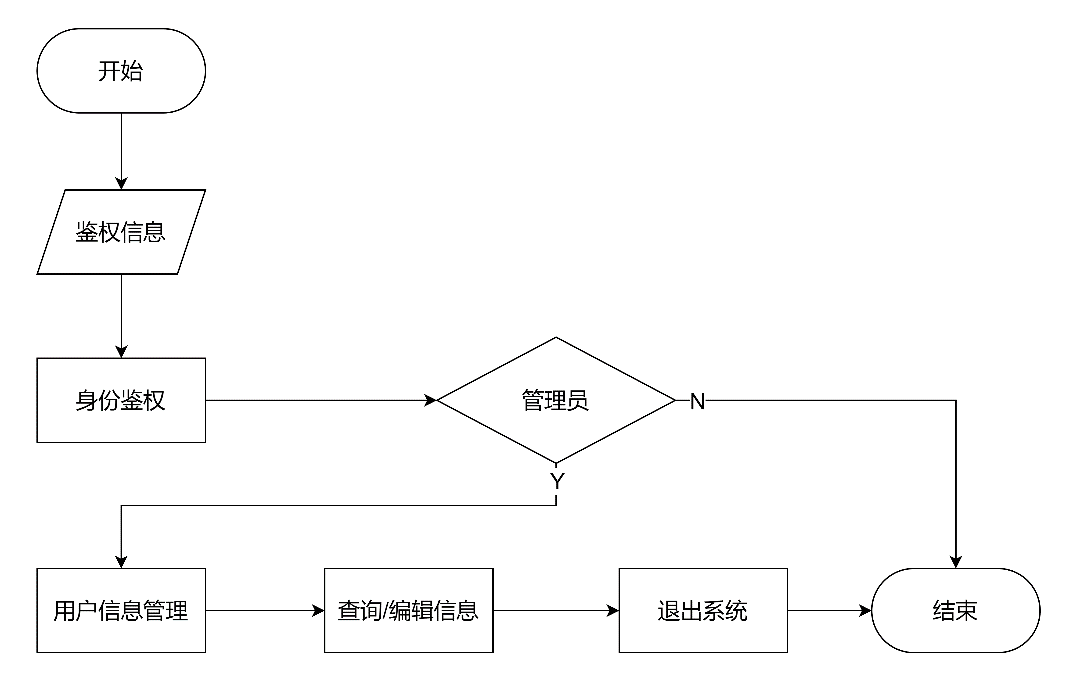 开始
鉴权信息
身份鉴权
管理员
N
Y
用户信息管理
查询/编辑信息
退出系统
结束